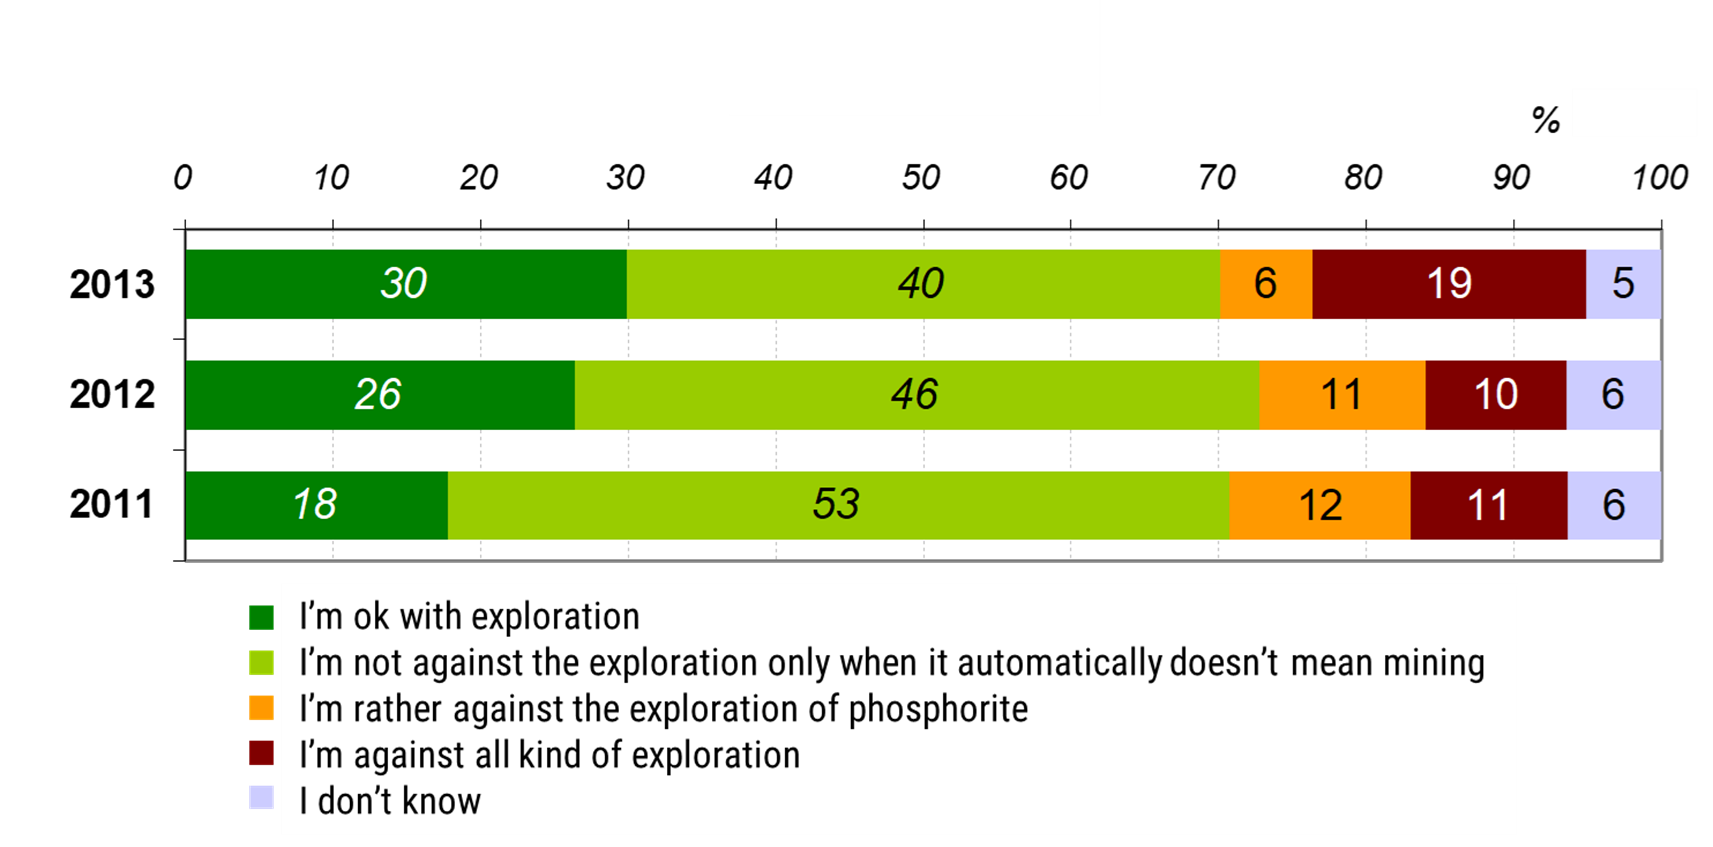 %
0 10 20 30 40 50 60 70 80 90 100
2013 30 40 6 19 5
2012 26 46 11 10 6
2011 18 53 12 11 6
I'm ok with exploration
I'm not against the exploration only when it automatically doesn't mean mining
I'm rather against the exploration of phosphorite
I'm against all kind of exploration
I don't know